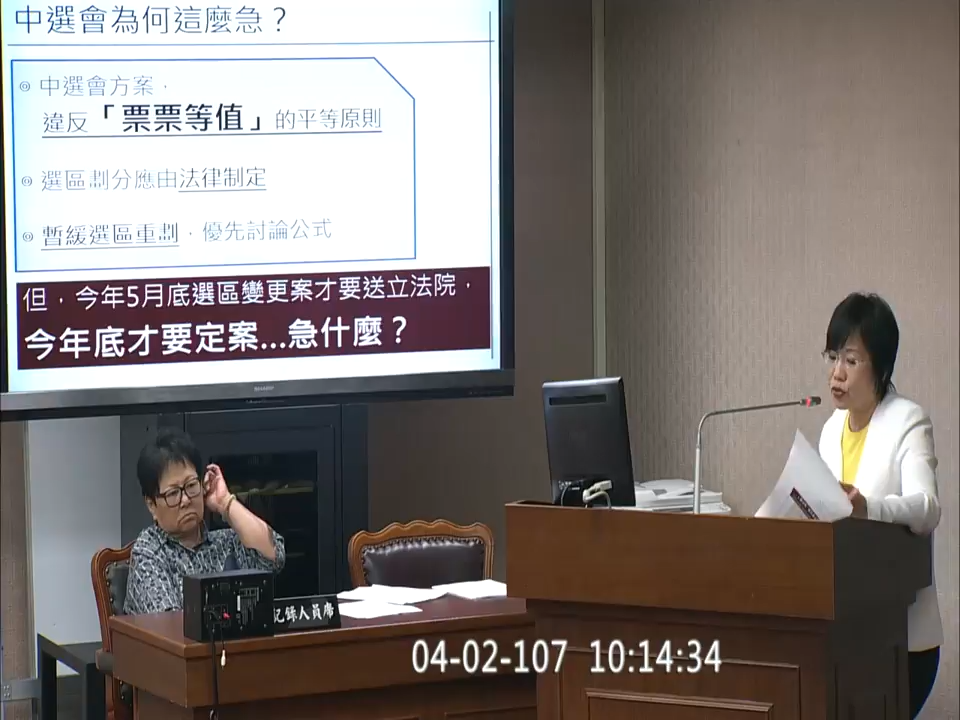 中選會為何這麼急？
◎ 中選會方案，
違反「票票等值」的平等原則
◎ 選區劃分應由法律制定
◎ 暫緩選區重劃，優先討論公式
但，今年5月底選區變更案才要送立法院，
今年底才要定案...急什麼？
SHARP
記錄人員席
04-02-107 10:14:34